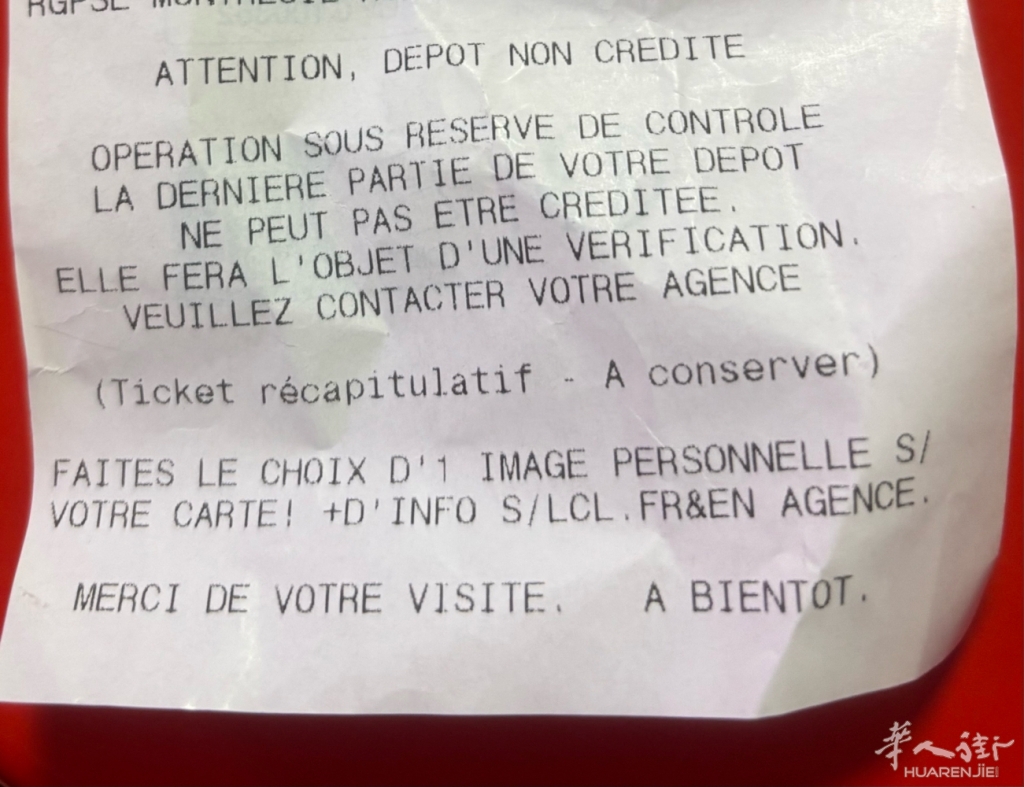 ATTENTION, DEPOT NON CREDITE
OPERATION SOUS RESERVE DE CONTROLE
LA DERNIERE PARTIE DE VOTRE DEPOT
NE PEUT PAS ETRE CREDITEE.
ELLE FERA L'OBJET D'UNE VERIFICATION.
VEUILLEZ CONTACTER VOTRE AGENCE
(Ticket récapitulatif - A conserver)
FAITES LE CHOIX D'1 IMAGE PERSONNELLE S/
VOTRE CARTE! +D'INFO S/LCL.FR&EN AGENCE.
MERCI DE VOTRE VISITE. A BIENTOT.
华人街
HUARENJIE